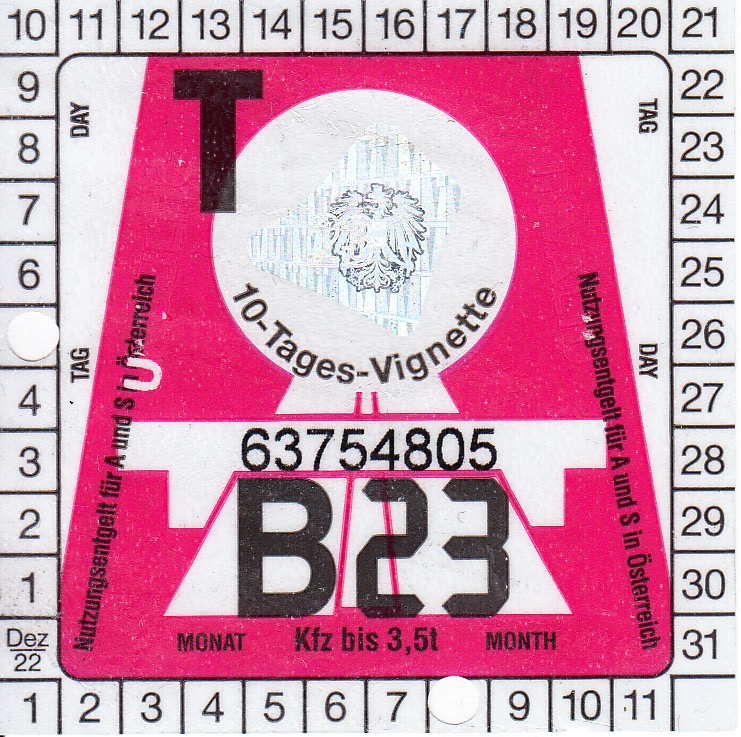 10 11 12 13 14 15 16 17 18 19 20 21
9 DAY T TAG 22
8 23
7 24
6 25
10-Tages-Vignette
26
TAG DAY
4 27
Nutzungsentgelt für A und S in Österreich
Nutzungsentgelt für A und S in Österreich
U
63754805
3 28
B23
2 29
1 30
MONAT Kfz bis 3,5t MONTH
Dez 31
22
1 2 3 4 5 6 7 9 10 11